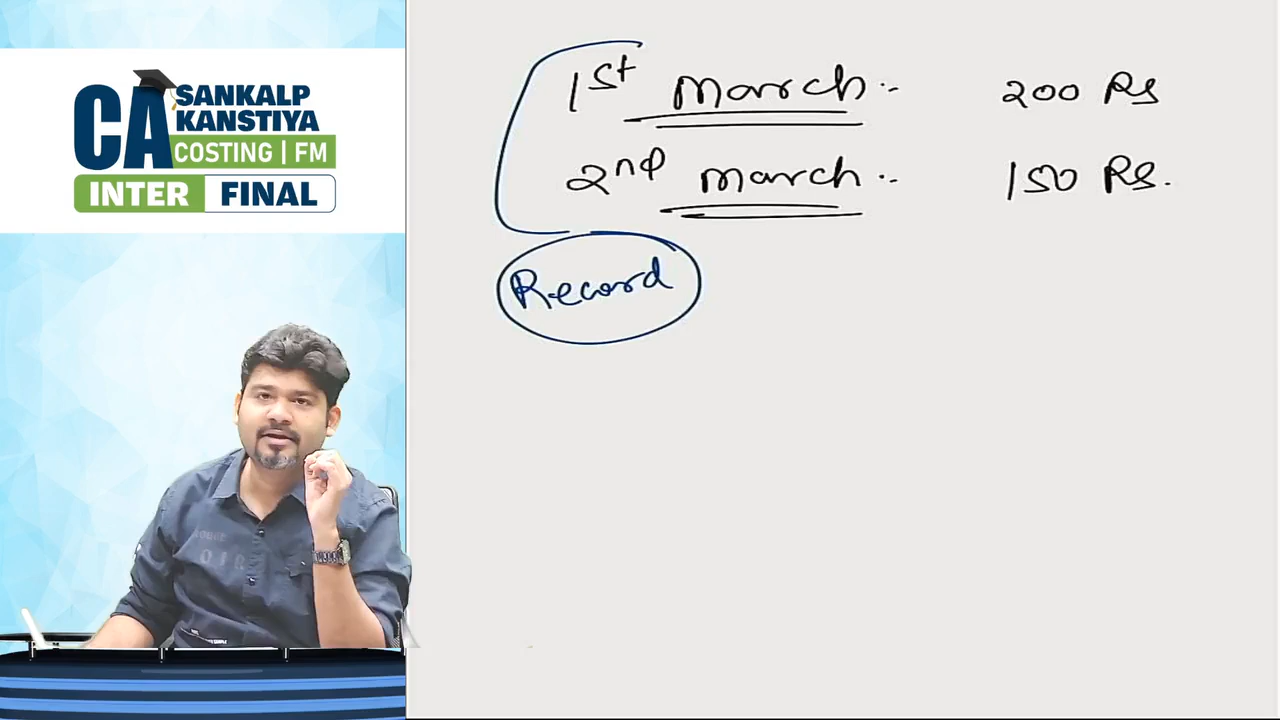 CA
SANKALP
KANSTIYA
COSTING | FM
INTER FINAL
1st March :- 200 Rs
2nd March :- 150 Rs.
Record